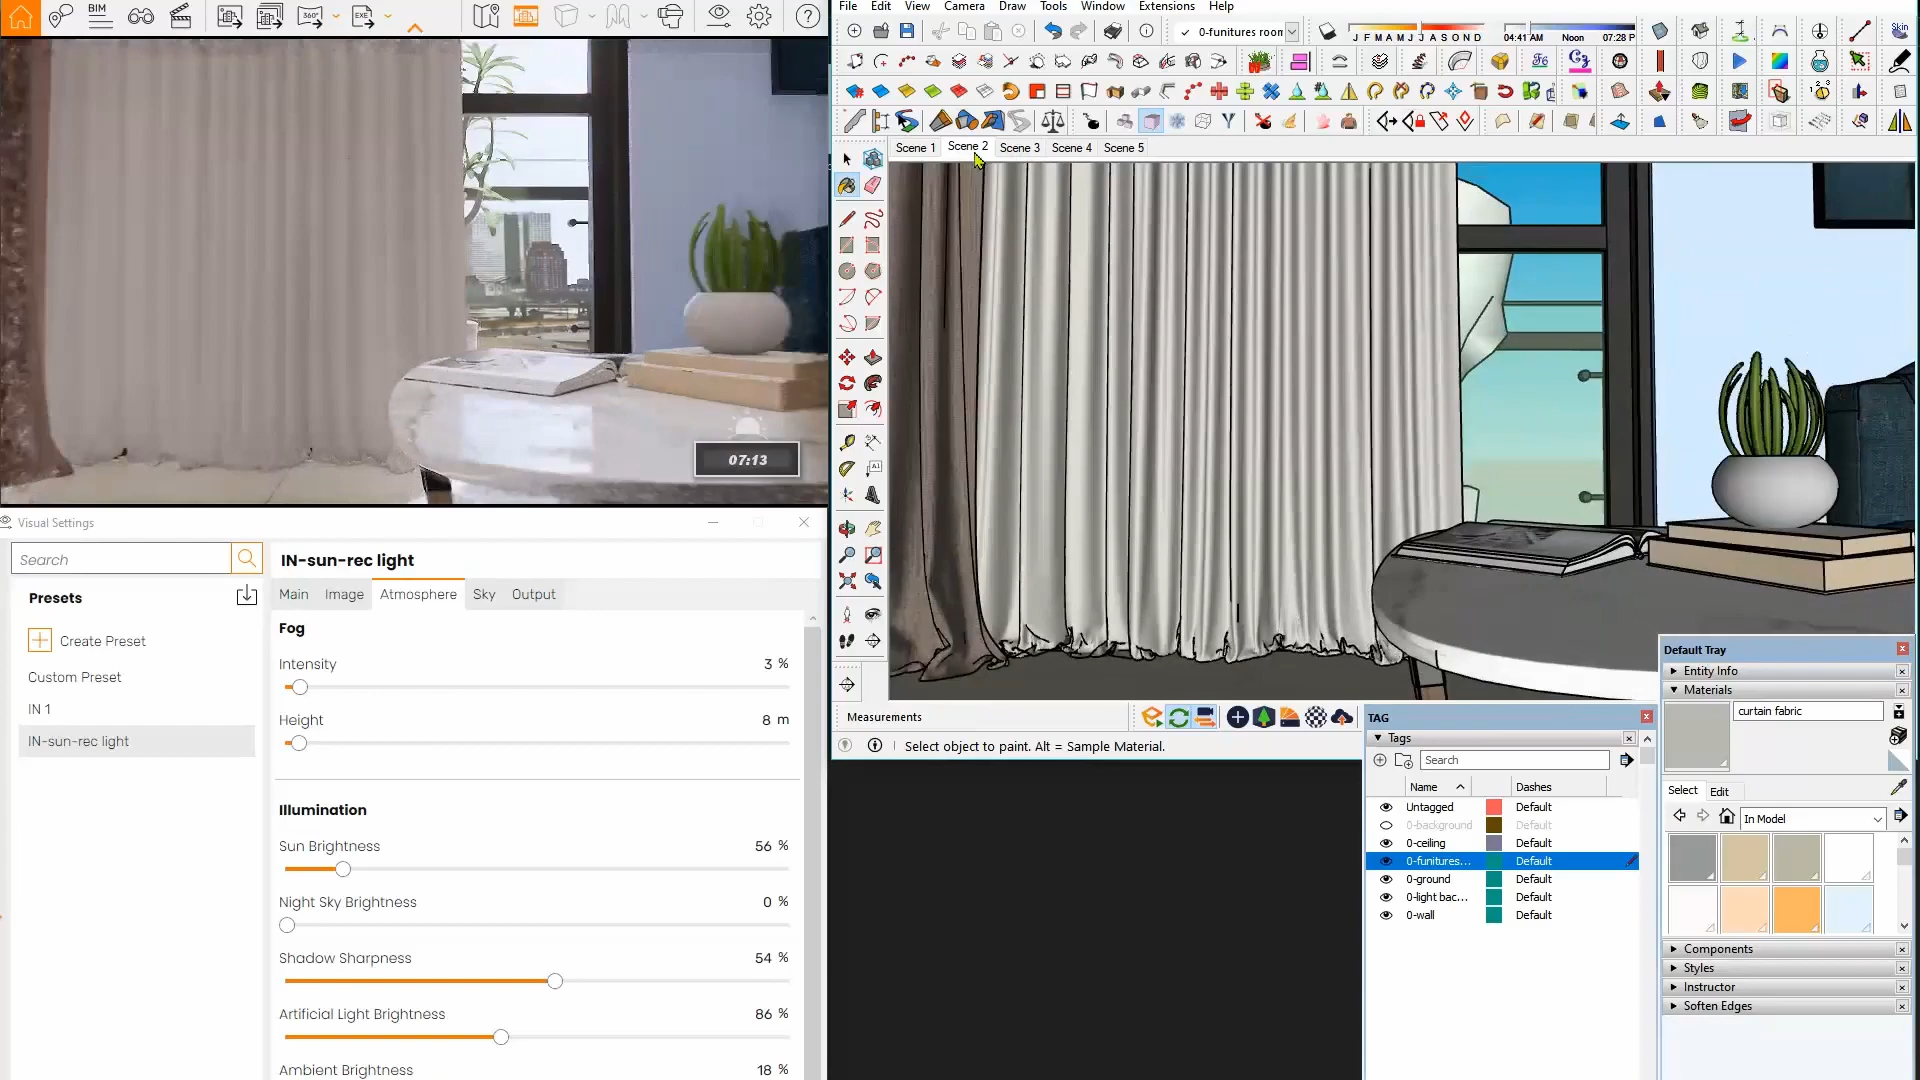 BIM
360°
EXE
?
07:13
Visual Settings
Search
Presets
Create Preset
Custom Preset
IN 1
IN-sun-rec light
IN-sun-rec light
Main
Image
Atmosphere
Sky
Output
Fog
Intensity
3 %
Height
8 m
Illumination
Sun Brightness
56 %
Night Sky Brightness
0 %
Shadow Sharpness
54 %
Artificial Light Brightness
86 %
Ambient Brightness
18 %
File Edit View Camera Draw Tools Window Extensions Help
0-funitures room
J F M A M J J A S O N D
04:41 AM Noon 07:28 P
Skin
Scene 1 Scene 2 Scene 3 Scene 4 Scene 5
Measurements
Select object to paint. Alt = Sample Material.
TAG
Tags
Search
Name
Dashes
Untagged Default
0-background Default
0-ceiling Default
0-funitures... Default
0-ground Default
0-light bac... Default
0-wall Default
Default Tray
Entity Info
Materials
curtain fabric
Select Edit
In Model
Components
Styles
Instructor
Soften Edges